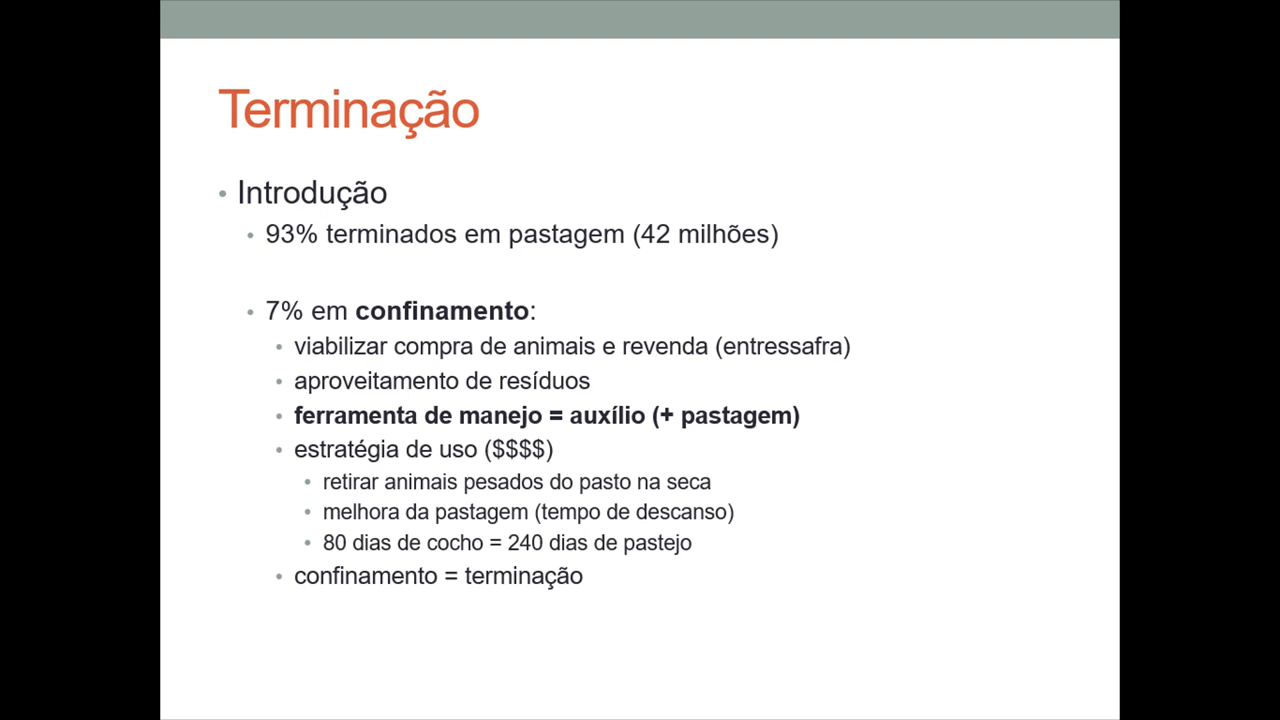 Terminação
• Introdução
• 93% terminados em pastagem (42 milhões)
• 7% em confinamento:
• viabilizar compra de animais e revenda (entressafra)
• aproveitamento de resíduos
• ferramenta de manejo = auxílio (+ pastagem)
• estratégia de uso ($$$$)
• retirar animais pesados do pasto na seca
• melhora da pastagem (tempo de descanso)
• 80 dias de cocho = 240 dias de pastejo
• confinamento = terminação